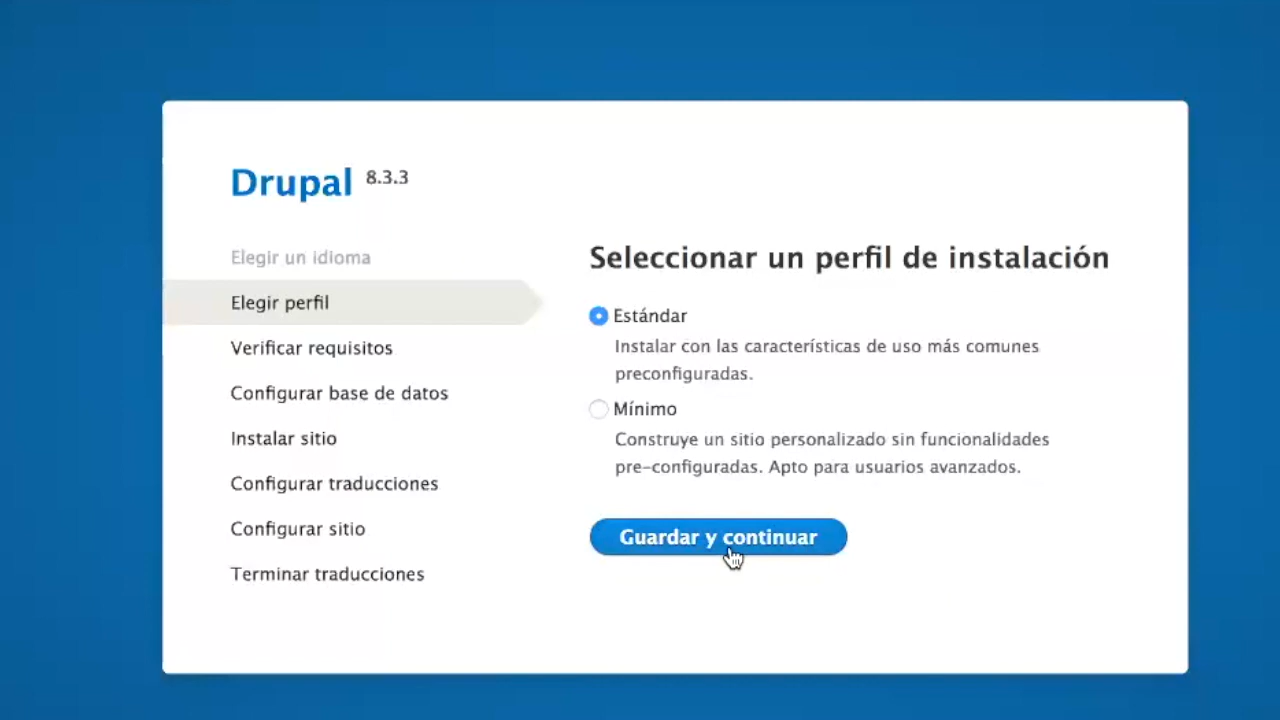 Drupal 8.3.3
Elegir un idioma
Elegir perfil
Verificar requisitos
Configurar base de datos
Instalar sitio
Configurar traducciones
Configurar sitio
Terminar traducciones
Seleccionar un perfil de instalación
Estándar
Instalar con las características de uso más comunes
preconfiguradas.
Mínimo
Construye un sitio personalizado sin funcionalidades
pre-configuradas. Apto para usuarios avanzados.
Guardar y continuar